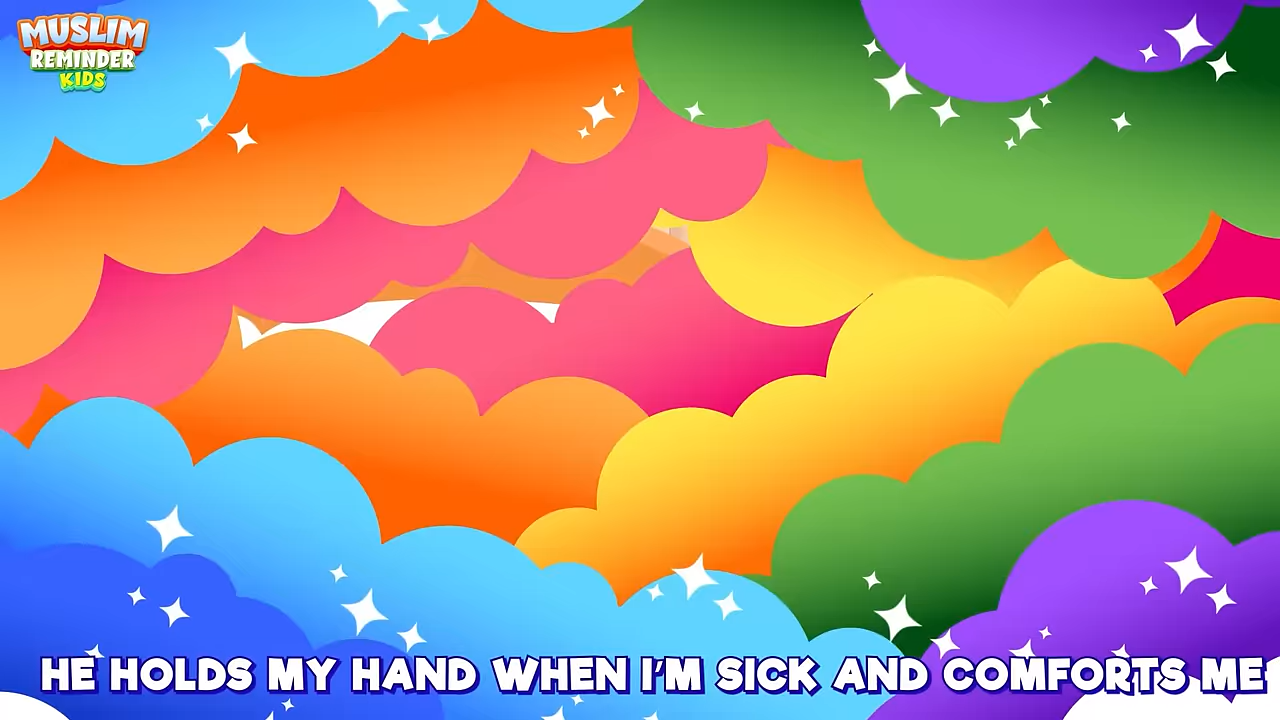 MUSLIM
REMINDER
KIDS
HE HOLDS MY HAND WHEN I'M SICK AND COMFORTS ME